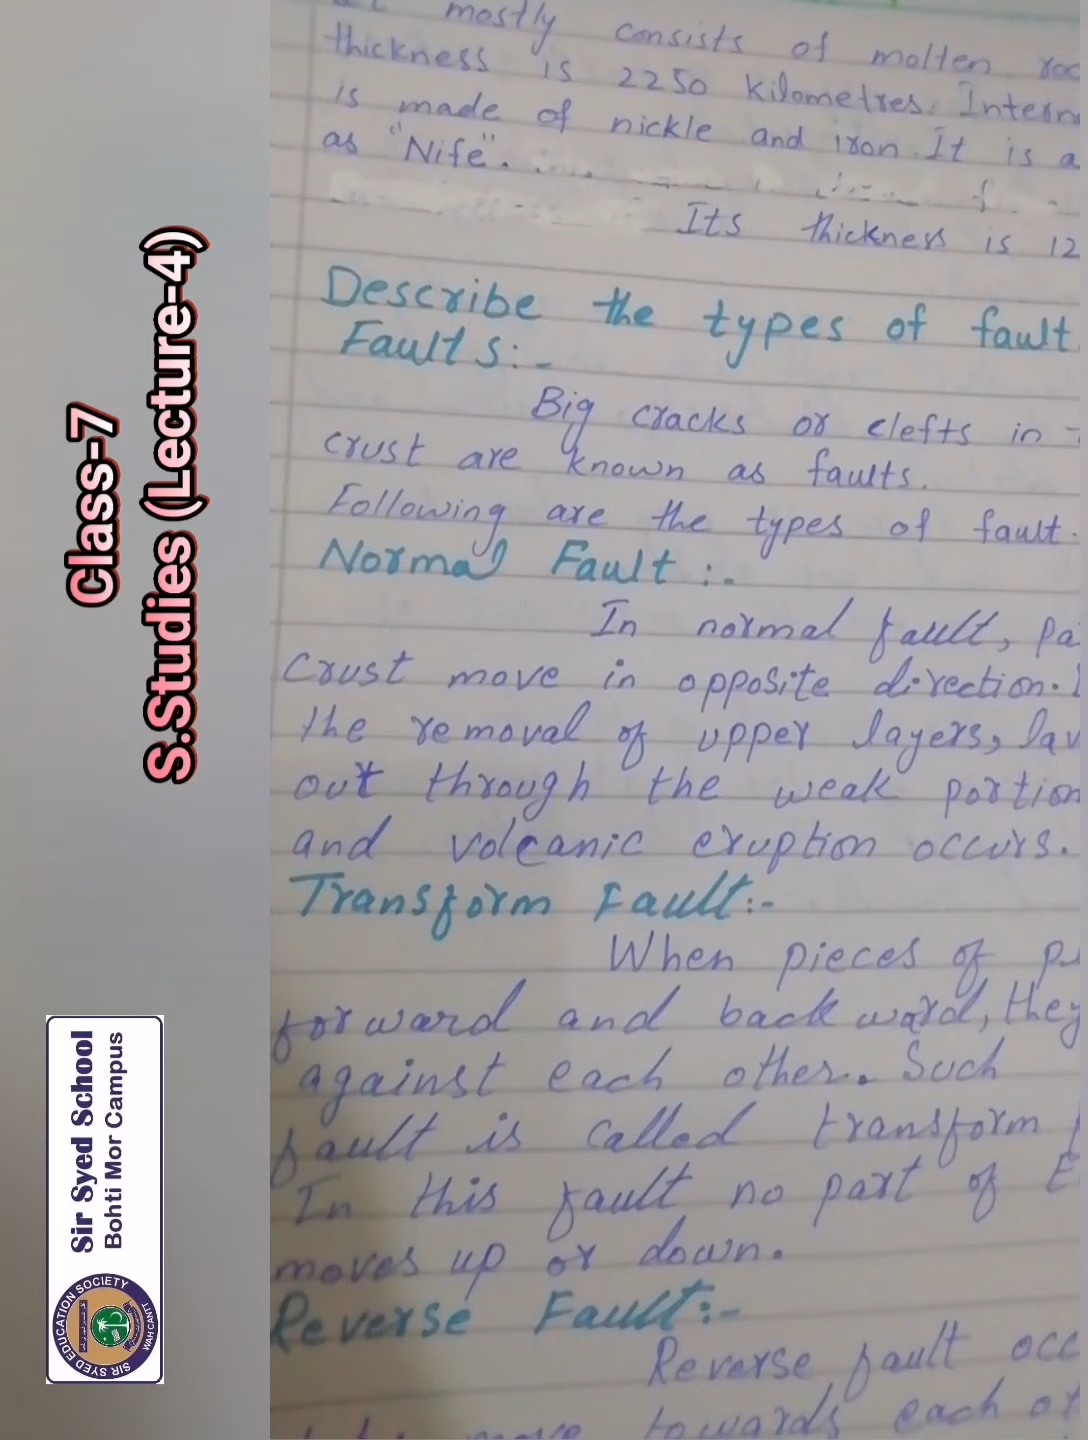 Class-7
S.Studies (Lecture-4)
Sir Syed School
Bohti Mor Campus
SIR SYED EDUCATION SOCIETY
WAH CANTT
mostly consists of molten
thickness is 2250 kilometres. Intern
is made of nickle and iron. It is a
as "Nife".
Its thickness is 12
Describe the types of fault
Faults:-
Big cracks or clefts in
crust are known as faults.
Following are the types of fault.
Normal Fault :-
In normal fault, pa
crust move in opposite direction.
the removal of upper layers, lav
out through the weak portion
and volcanic eruption occurs.
Transform Fault:-
When pieces of
forward and back ward, they
against each other. Such
fault is called transform
In this fault no part of E
moves up or down.
Reverse Fault:-
Reverse fault occ
towards each ot